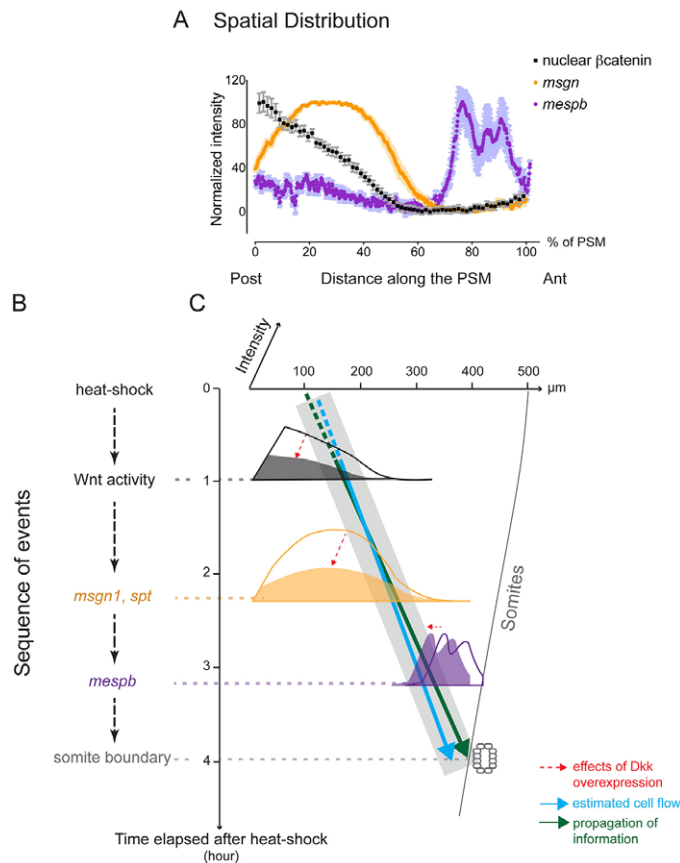 A Spatial Distribution
nuclear βcatenin
msgn
mespb
Normalized intensity
120
80
40
0
0 20 40 60 80 100
% of PSM
Post Distance along the PSM Ant
B
C
Intensity
100 200 300 400 500 μm
heat-shock
0
Wnt activity
1
2
msgn1, spt
3
mespb
somite boundary
4
Sequence of events
Somites
effects of Dkk
overexpression
estimated cell flow
propagation of
information
Time elapsed after heat-shock
(hour)